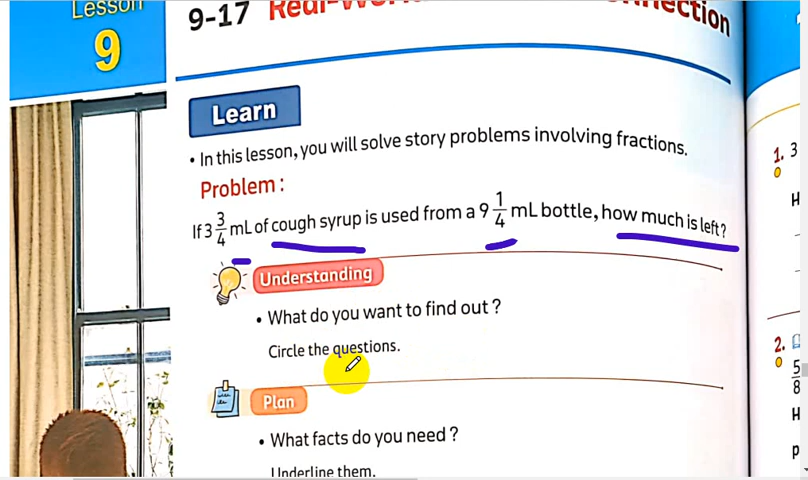 Lesson
9
9-17
Learn
• In this lesson, you will solve story problems involving fractions.
Problem :
If 3 3/4 mL of cough syrup is used from a 9 1/4 mL bottle, how much is left?
Understanding
• What do you want to find out ?
Circle the questions.
Plan
• What facts do you need ?
Underline them.
1. 3
H
2.
5/8
H
p